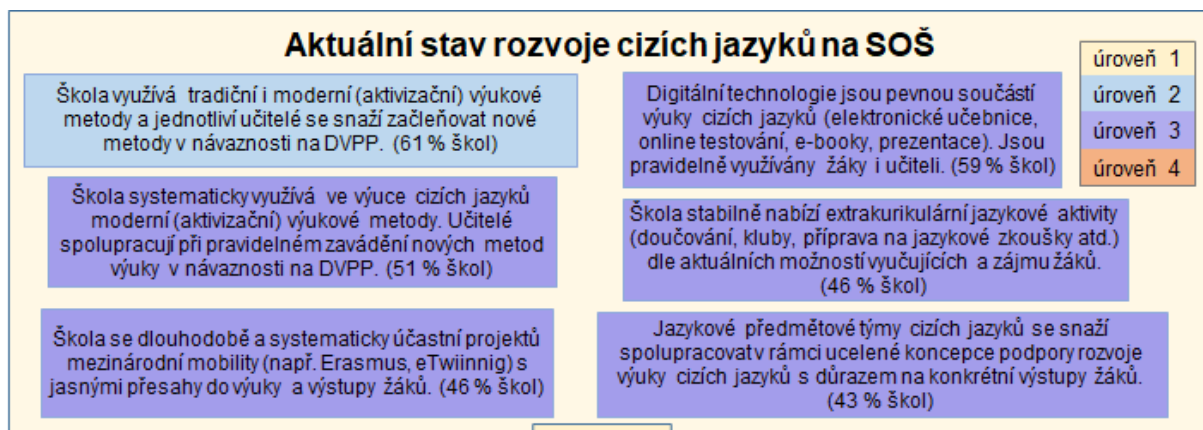 Aktuální stav rozvoje cizích jazyků na SOŠ
úroveň 1
úroveň 2
úroveň 3
úroveň 4
Škola využívá tradiční i moderní (aktivizační) výukové
metody a jednotliví učitelé se snaží začleňovat nové
metody v návaznosti na DVPP. (61 % škol)
Digitální technologie jsou pevnou součástí
výuky cizích jazyků (elektronické učebnice,
online testování, e-booky, prezentace). Jsou
pravidelně využívány žáky i učiteli. (59 % škol)
Škola systematicky využívá ve výuce cizích jazyků
moderní (aktivizační) výukové metody. Učitelé
spolupracují při pravidelném zavádění nových metod
výuky v návaznosti na DVPP. (51 % škol)
Škola stabilně nabízí extrakurikulární jazykové aktivity
(doučování, kluby, příprava na jazykové zkoušky atd.)
dle aktuálních možností vyučujících a zájmu žáků.
(46 % škol)
Škola se dlouhodobě a systematicky účastní projektů
mezinárodní mobility (např. Erasmus, eTwiinnig) s
jasnými přesahy do výuky a výstupy žáků. (46 % škol)
Jazykové předmětové týmy cizích jazyků se snaží
spolupracovat v rámci ucelené koncepce podpory rozvoje
výuky cizích jazyků s důrazem na konkrétní výstupy žáků.
(43 % škol)